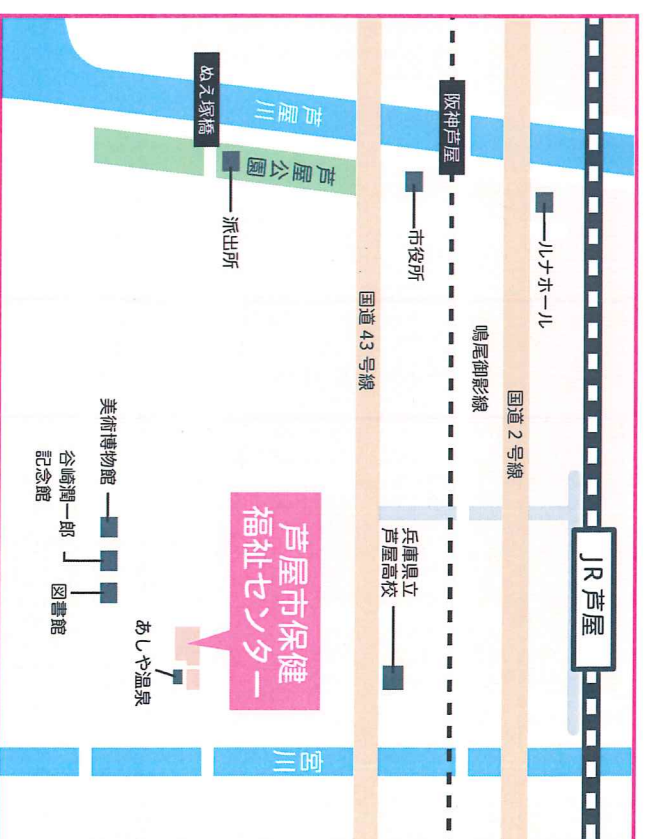 JR 芦屋
ルナホール
国道 2 号線
鳴尾御影線
阪神芦屋
市役所
兵庫県立
芦屋高校
国道 43 号線
芦屋川
芦屋公園
ぬえ塚橋
派出所
宮川
芦屋市保健
福祉センター
あしや温泉
美術博物館
谷崎潤一郎
記念館
図書館